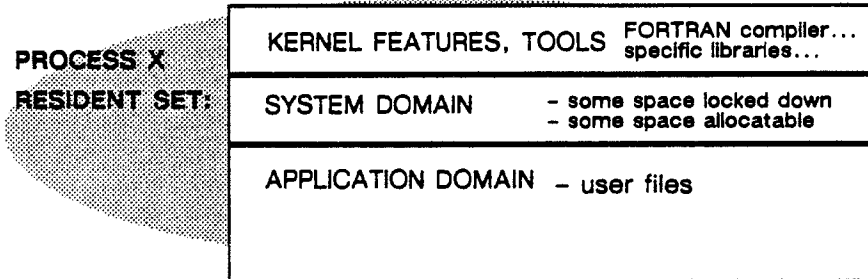 PROCESS X
RESIDENT SET:
KERNEL FEATURES, TOOLS FORTRAN compiler...
specific libraries...
SYSTEM DOMAIN - some space locked down
- some space allocatable
APPLICATION DOMAIN - user files